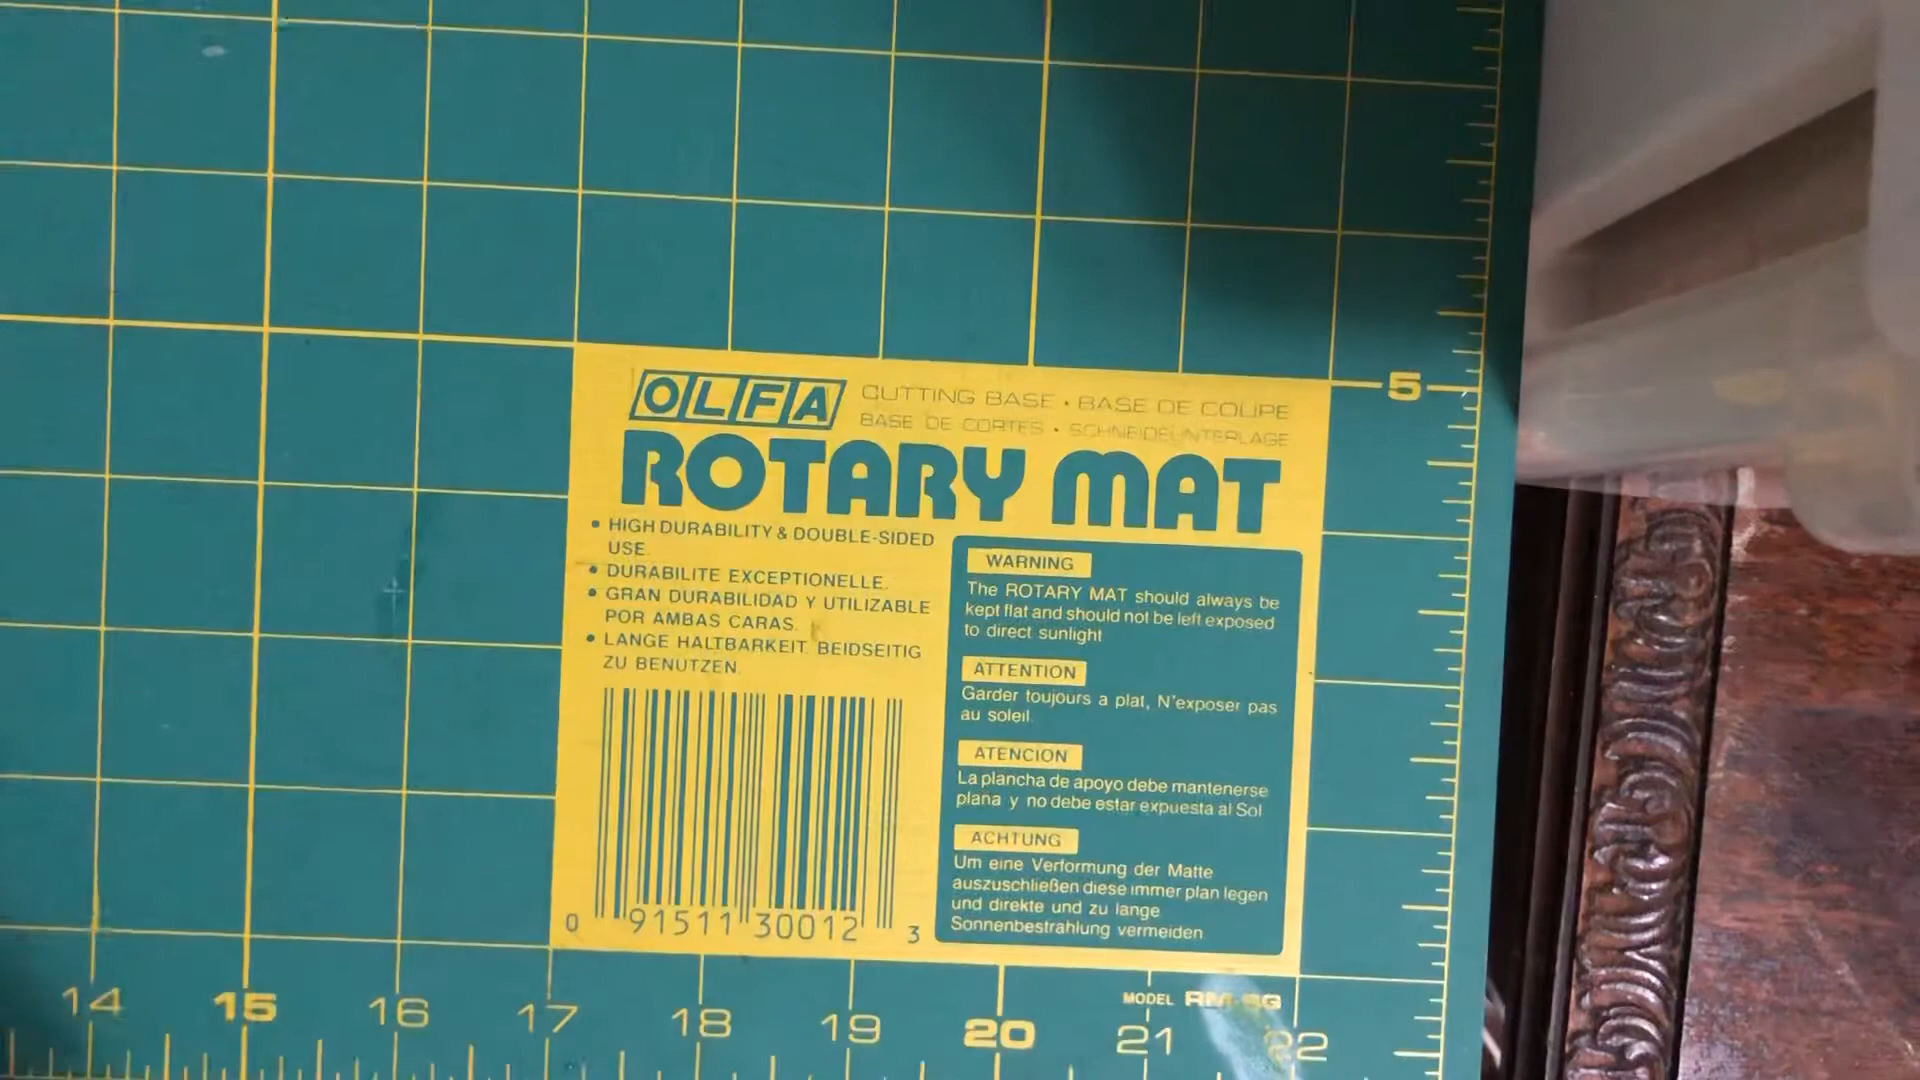 5
OLFA
CUTTING BASE • BASE DE COUPE
BASE DE CORTES • SCHNEIDEUNTERLAGE
ROTARY MAT
• HIGH DURABILITY & DOUBLE-SIDED
USE.
• DURABILITE EXCEPTIONELLE.
• GRAN DURABILIDAD Y UTILIZABLE
POR AMBAS CARAS.
• LANGE HALTBARKEIT. BEIDSEITIG
ZU BENUTZEN.
0 91511 30012 3
WARNING
The ROTARY MAT should always be
kept flat and should not be left exposed
to direct sunlight
ATTENTION
Garder toujours a plat, N'exposer pas
au soleil.
ATENCION
La plancha de apoyo debe mantenerse
plana y no debe estar expuesta al Sol
ACHTUNG
Um eine Verformung der Matte
auszuschließen diese immer plan legen
und direkte und zu lange
Sonnenbestrahlung vermeiden.
MODEL
14 15 16 17 18 19 20 21 22